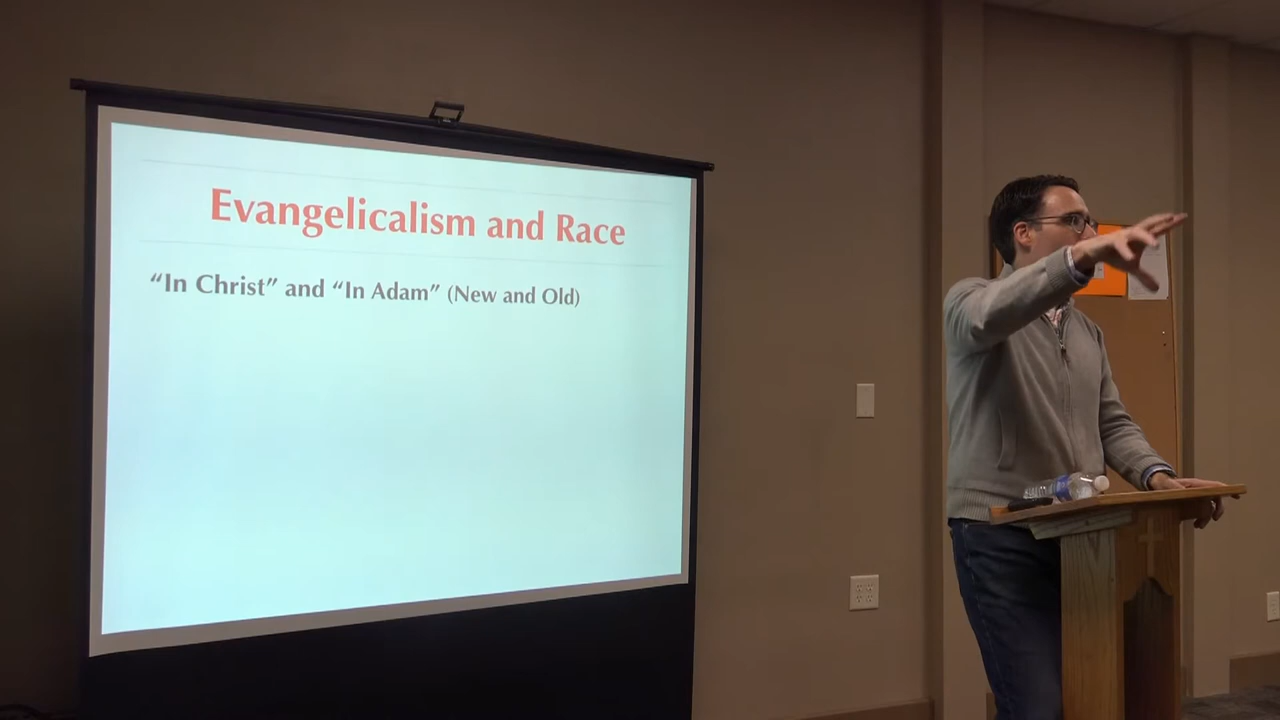 Evangelicalism and Race
“In Christ” and “In Adam” (New and Old)